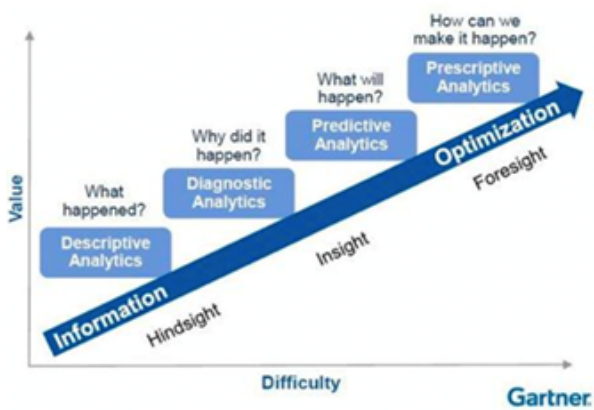 How can we
make it happen?
Prescriptive
Analytics
What will
happen?
Predictive
Analytics
Optimization
Foresight
Why did it
happen?
Diagnostic
Analytics
Insight
What
happened?
Descriptive
Analytics
Information
Hindsight
Value
Difficulty
Gartner